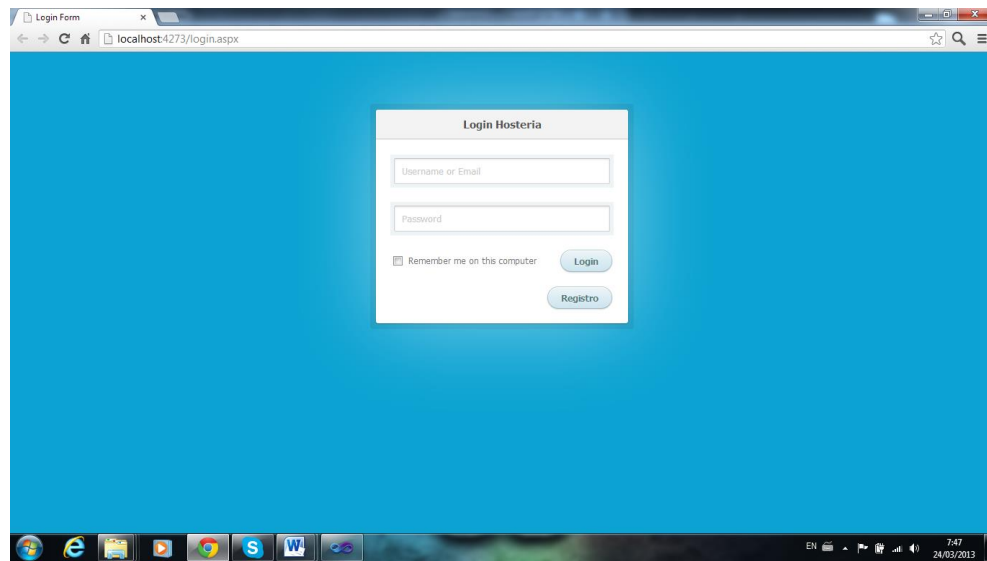 Login Form
localhost:4273/login.aspx
Login Hosteria
Username or Email
Password
Remember me on this computer
Login
Registro
EN
7:47
24/03/2013